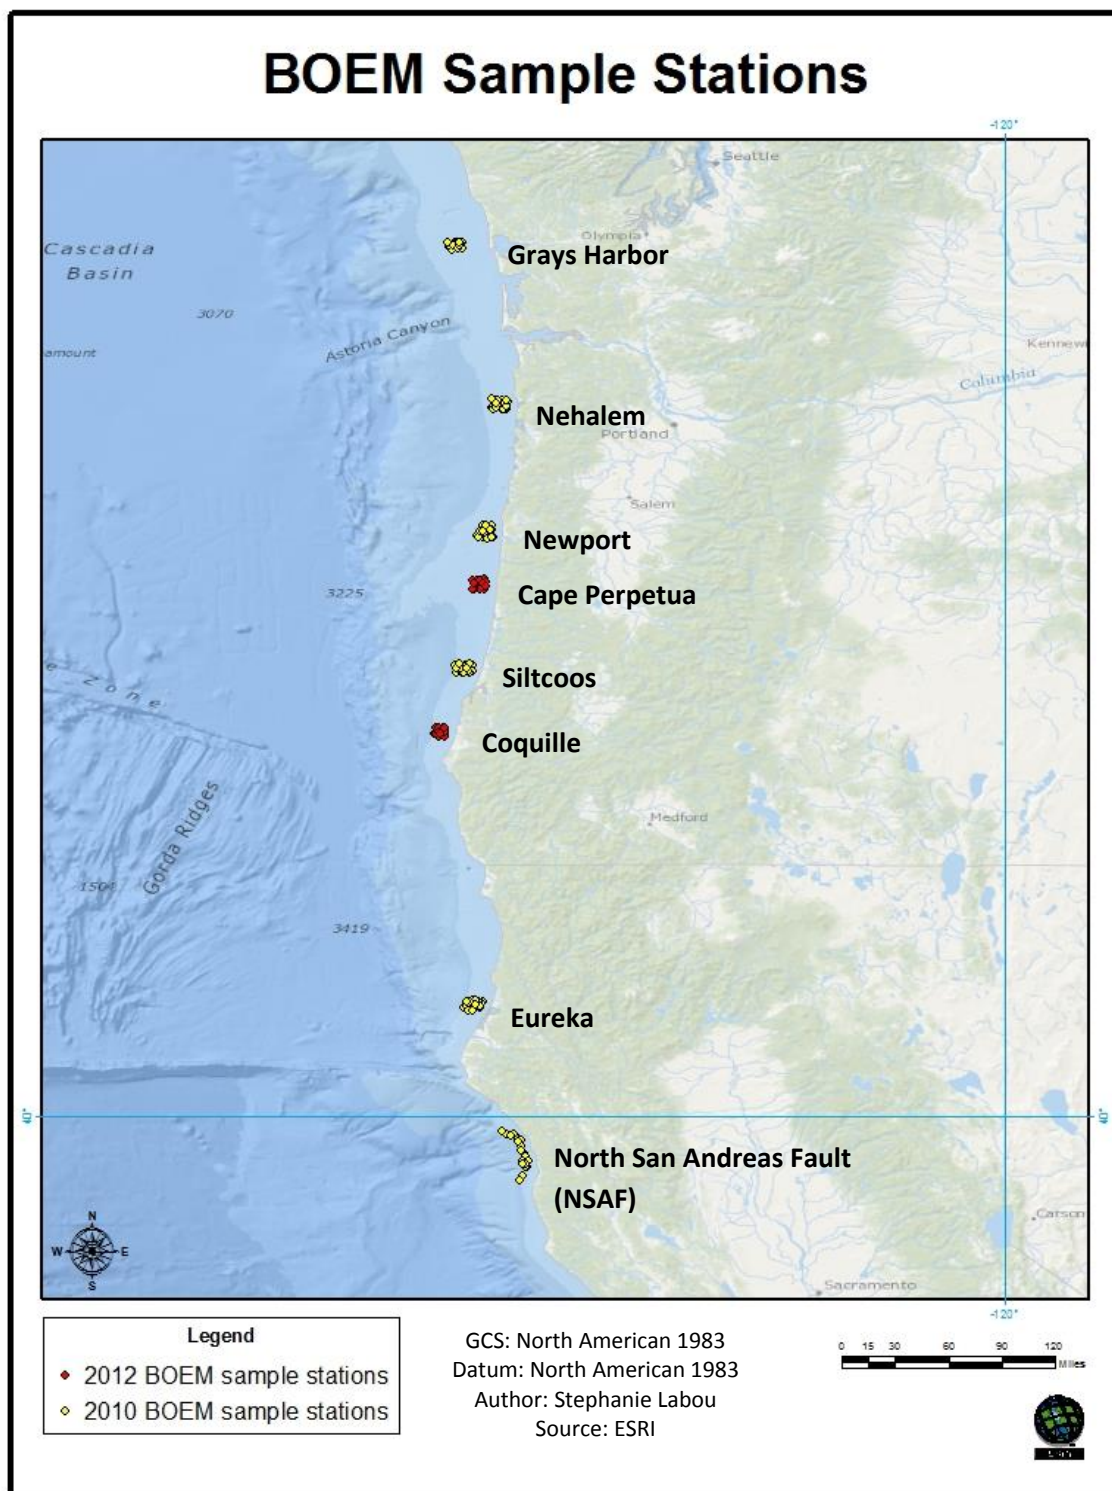 BOEM Sample Stations
-120°
Seattle
Olympia
Grays Harbor
Cascadia
Basin
3070
Astoria Canyon
amount
Kennew
Columbia
Nehalem
Portland
Salem
Newport
3225
Cape Perpetua
e Zone
Siltcoos
Coquille
Gorda Ridges
Medford
3419
Eureka
40°
40°
North San Andreas Fault
(NSAF)
Carson
N
W E
S
Sacramento
-120°
Legend
2012 BOEM sample stations
2010 BOEM sample stations
GCS: North American 1983
Datum: North American 1983
Author: Stephanie Labou
Source: ESRI
0 15 30 60 90 120
Miles